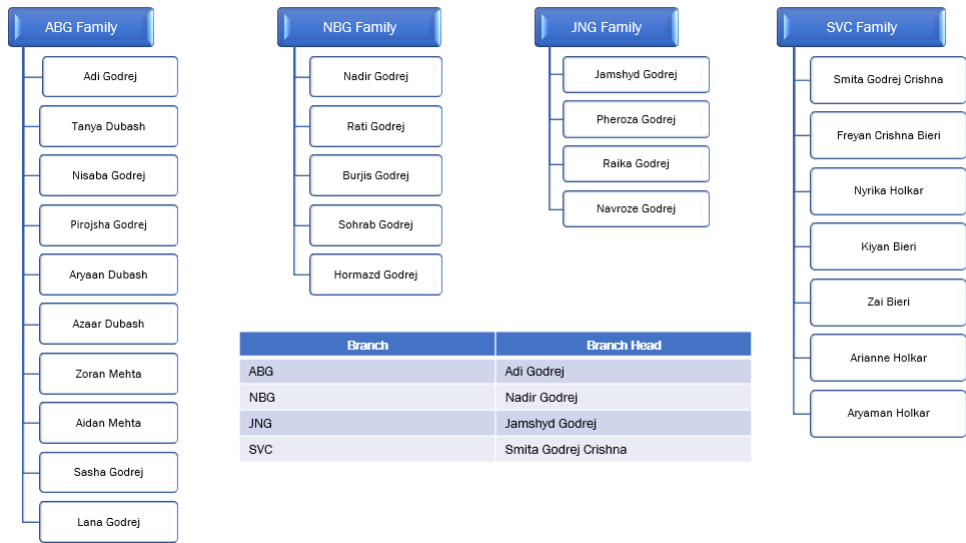 ABG Family
Adi Godrej
Tanya Dubash
Nisaba Godrej
Pirojsha Godrej
Aryaan Dubash
Azaar Dubash
Zoran Mehta
Aidan Mehta
Sasha Godrej
Lana Godrej
NBG Family
Nadir Godrej
Rati Godrej
Burjis Godrej
Sohrab Godrej
Hormazd Godrej
JNG Family
Jamshyd Godrej
Pheroza Godrej
Raika Godrej
Navroze Godrej
SVC Family
Smita Godrej Crishna
Freyan Crishna Bieri
Nyrika Holkar
Kiyan Bieri
Zai Bieri
Arianne Holkar
Aryaman Holkar
Branch Branch Head
ABG Adi Godrej
NBG Nadir Godrej
JNG Jamshyd Godrej
SVC Smita Godrej Crishna